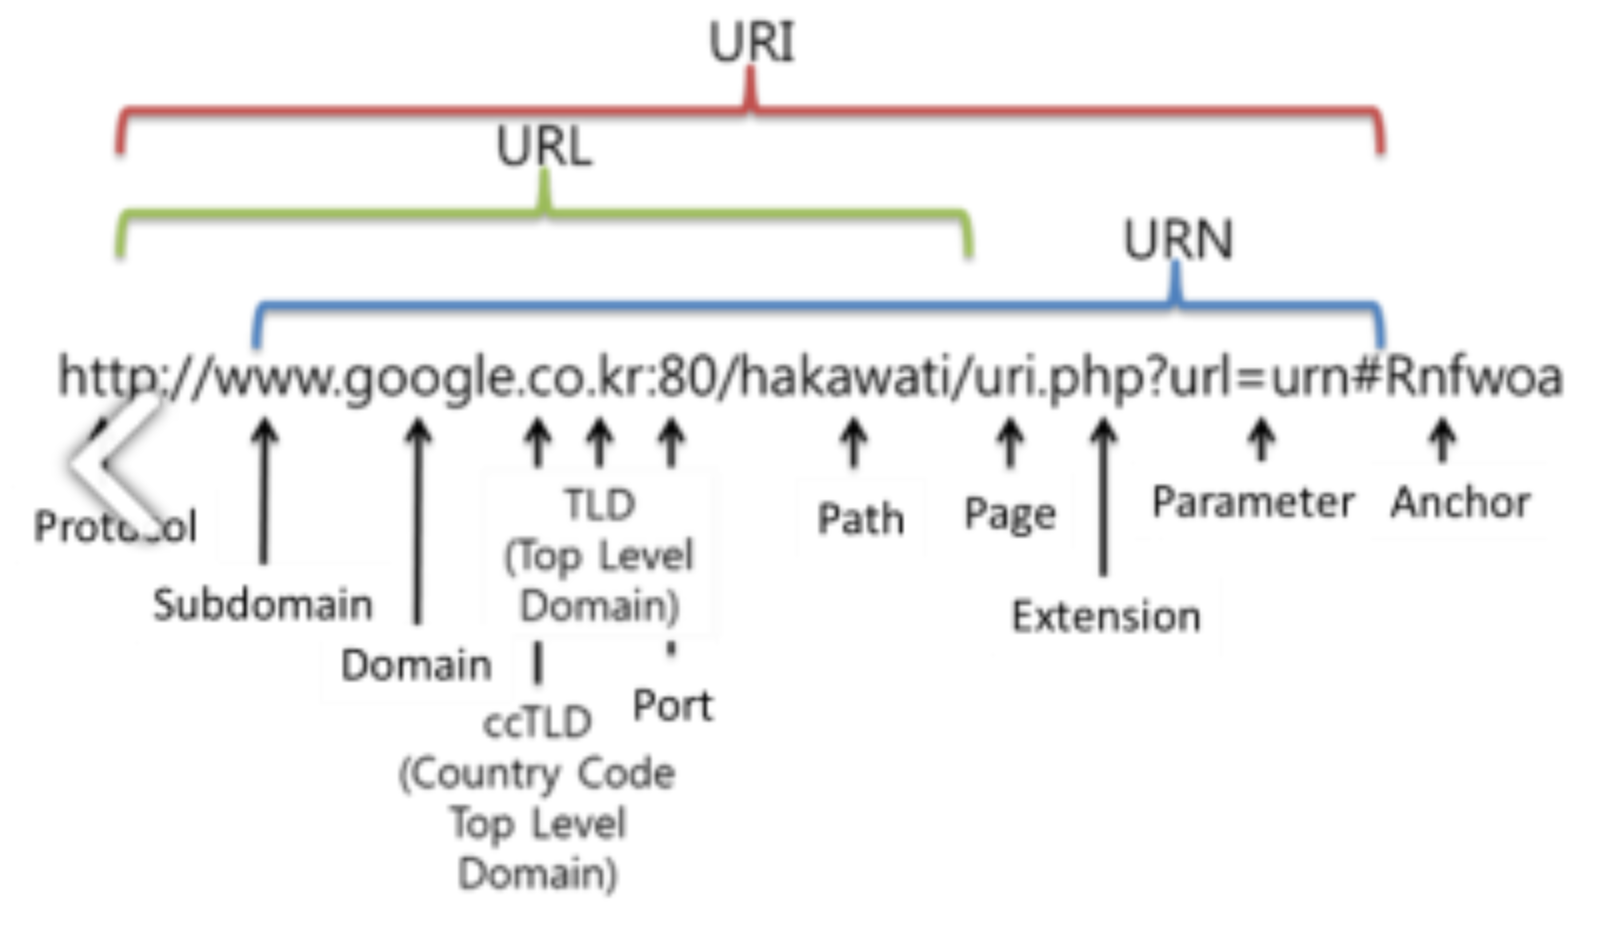 URI
URL
URN
http://www.google.co.kr:80/hakawati/uri.php?url=urn#Rnfwoa
Protocol
Subdomain
Domain
TLD
(Top Level
Domain)
ccTLD
(Country Code
Top Level
Domain)
Port
Path
Page
Extension
Parameter
Anchor